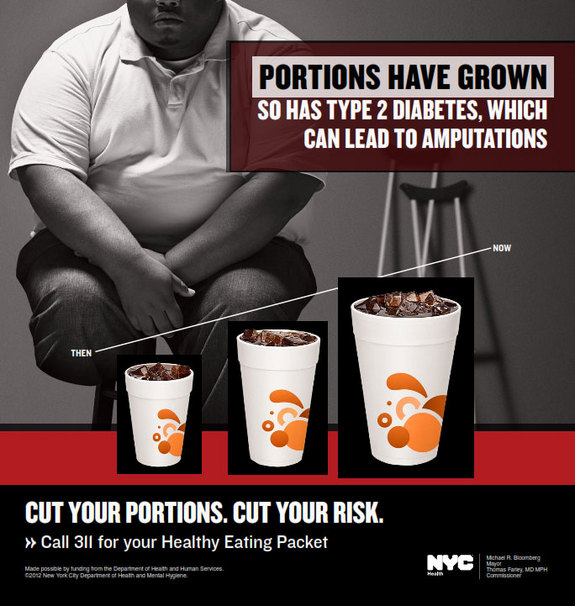 PORTIONS HAVE GROWN
SO HAS TYPE 2 DIABETES, WHICH
CAN LEAD TO AMPUTATIONS
NOW
THEN
CUT YOUR PORTIONS. CUT YOUR RISK.
›› Call 311 for your Healthy Eating Packet
Made possible by funding from the Department of Health and Human Services.
©2012 New York City Department of Health and Mental Hygiene.
NYC
Health
Michael R. Bloomberg
Mayor
Thomas Farley, MD MPH
Commissioner